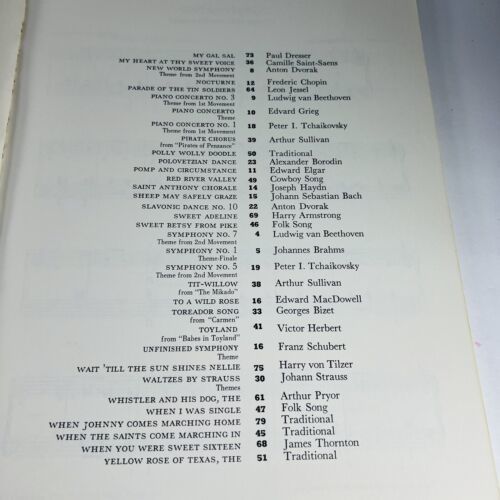 MY GAL SAL 73 Paul Dresser
MY HEART AT THY SWEET VOICE 36 Camille Saint-Saens
NEW WORLD SYMPHONY 8 Anton Dvorak
Theme from 2nd Movement
NOCTURNE 12 Frederic Chopin
PARADE OF THE TIN SOLDIERS 64 Leon Jessel
PIANO CONCERTO NO. 3 9 Ludwig van Beethoven
Theme from 1st Movement
PIANO CONCERTO 10 Edvard Grieg
Theme
PIANO CONCERTO NO. 1 18 Peter I. Tchaikovsky
Theme from 1st Movement
PIRATE CHORUS 39 Arthur Sullivan
from "Pirates of Penzance"
POLLY WOLLY DOODLE 50 Traditional
POLOVETZIAN DANCE 23 Alexander Borodin
POMP AND CIRCUMSTANCE 11 Edward Elgar
RED RIVER VALLEY 49 Cowboy Song
SAINT ANTHONY CHORALE 14 Joseph Haydn
SHEEP MAY SAFELY GRAZE 15 Johann Sebastian Bach
SLAVONIC DANCE NO. 10 22 Anton Dvorak
SWEET ADELINE 69 Harry Armstrong
SWEET BETSY FROM PIKE 46 Folk Song
SYMPHONY NO. 7 4 Ludwig van Beethoven
Theme from 2nd Movement
SYMPHONY NO. 1 5 Johannes Brahms
Theme-Finale
SYMPHONY NO. 5 19 Peter I. Tchaikovsky
Theme from 2nd Movement
TIT-WILLOW 38 Arthur Sullivan
from "The Mikado"
TO A WILD ROSE 16 Edward MacDowell
TOREADOR SONG 33 Georges Bizet
from "Carmen"
TOYLAND 41 Victor Herbert
from "Babes in Toyland"
UNFINISHED SYMPHONY 16 Franz Schubert
Theme
WAIT 'TILL THE SUN SHINES NELLIE 75 Harry von Tilzer
WALTZES BY STRAUSS 30 Johann Strauss
Themes
WHISTLER AND HIS DOG, THE 61 Arthur Pryor
WHEN I WAS SINGLE 47 Folk Song
WHEN JOHNNY COMES MARCHING HOME 79 Traditional
WHEN THE SAINTS COME MARCHING IN 45 Traditional
WHEN YOU WERE SWEET SIXTEEN 68 James Thornton
YELLOW ROSE OF TEXAS, THE 51 Traditional